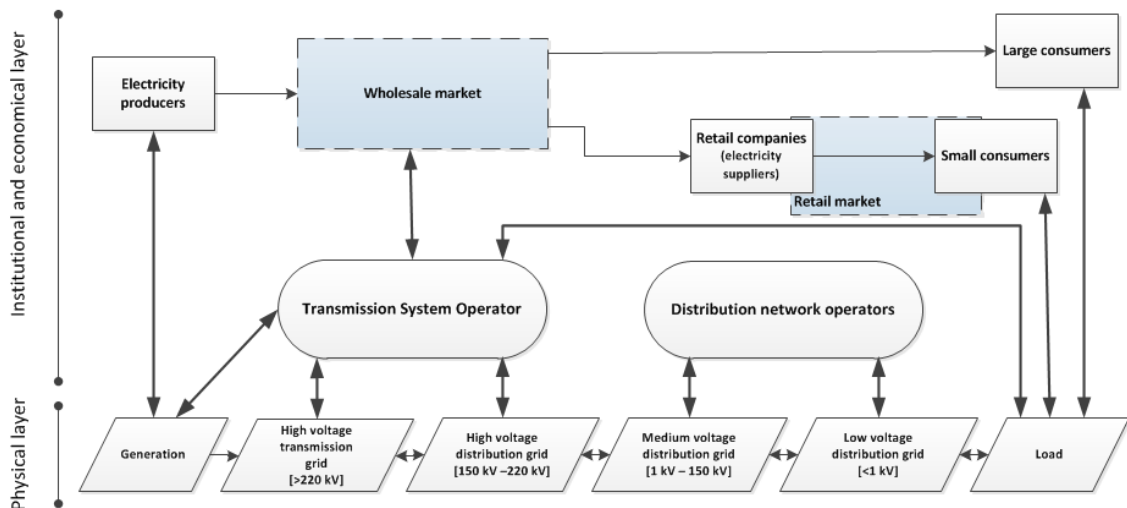 Institutional and economical layer
Physical layer
Electricity
producers
Wholesale market
Large consumers
Retail companies
(electricity
suppliers)
Small consumers
Retail market
Transmission System Operator
Distribution network operators
Generation
High voltage
transmission
grid
[>220 kV]
High voltage
distribution grid
[150 kV –220 kV]
Medium voltage
distribution grid
[1 kV – 150 kV]
Low voltage
distribution grid
[<1 kV]
Load